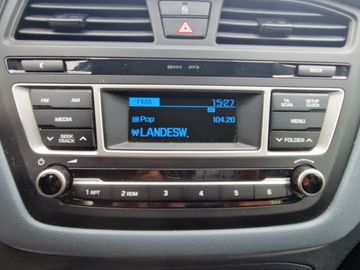 BACK
FM AM
FMA 15:27
TA SCAN SETUP CLOCK
MEDIA
Pop 104.20
MENU
SEEK TRACK
LANDESW.
FOLDER
1 RPT 2 RDM 3 4 5 6